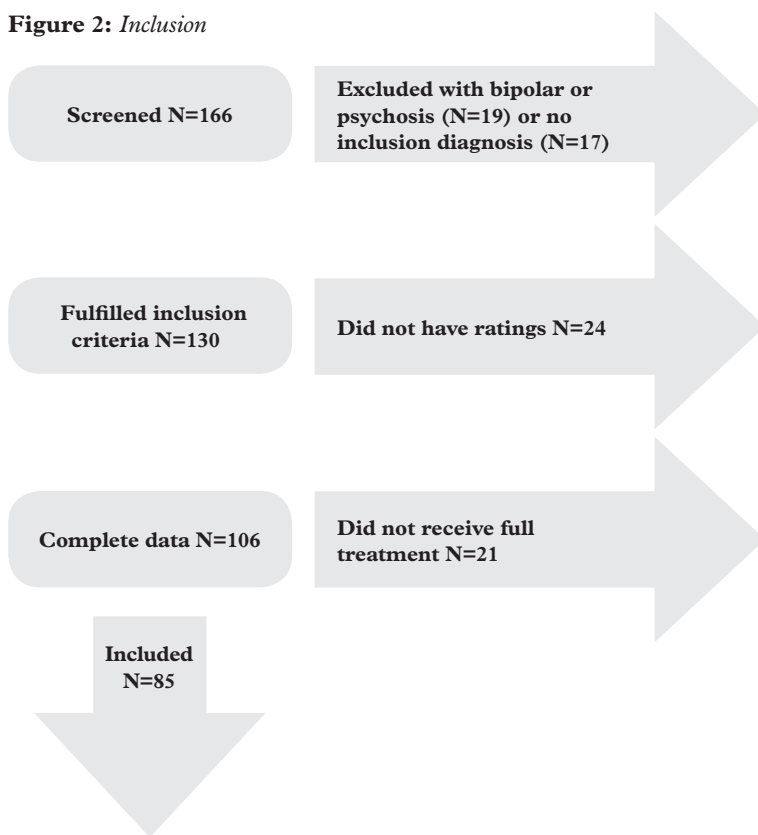 Figure 2: Inclusion
Screened N=166
Excluded with bipolar or
psychosis (N=19) or no
inclusion diagnosis (N=17)
Fulfilled inclusion
criteria N=130
Did not have ratings N=24
Complete data N=106
Did not receive full
treatment N=21
Included
N=85